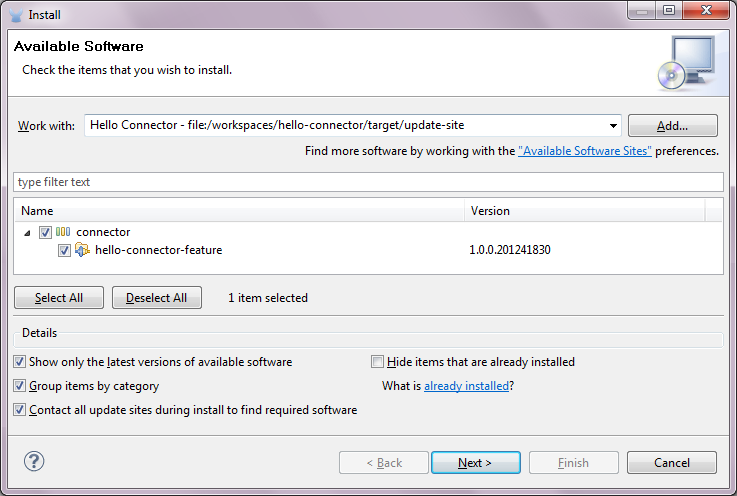 Install
Available Software
Check the items that you wish to install.
Work with: Hello Connector - file:/workspaces/hello-connector/target/update-site Add...
Find more software by working with the "Available Software Sites" preferences.
type filter text
Name Version
connector
hello-connector-feature 1.0.0.201241830
Select All Deselect All 1 item selected
Details
Show only the latest versions of available software Hide items that are already installed
Group items by category What is already installed?
Contact all update sites during install to find required software
? < Back Next > Finish Cancel